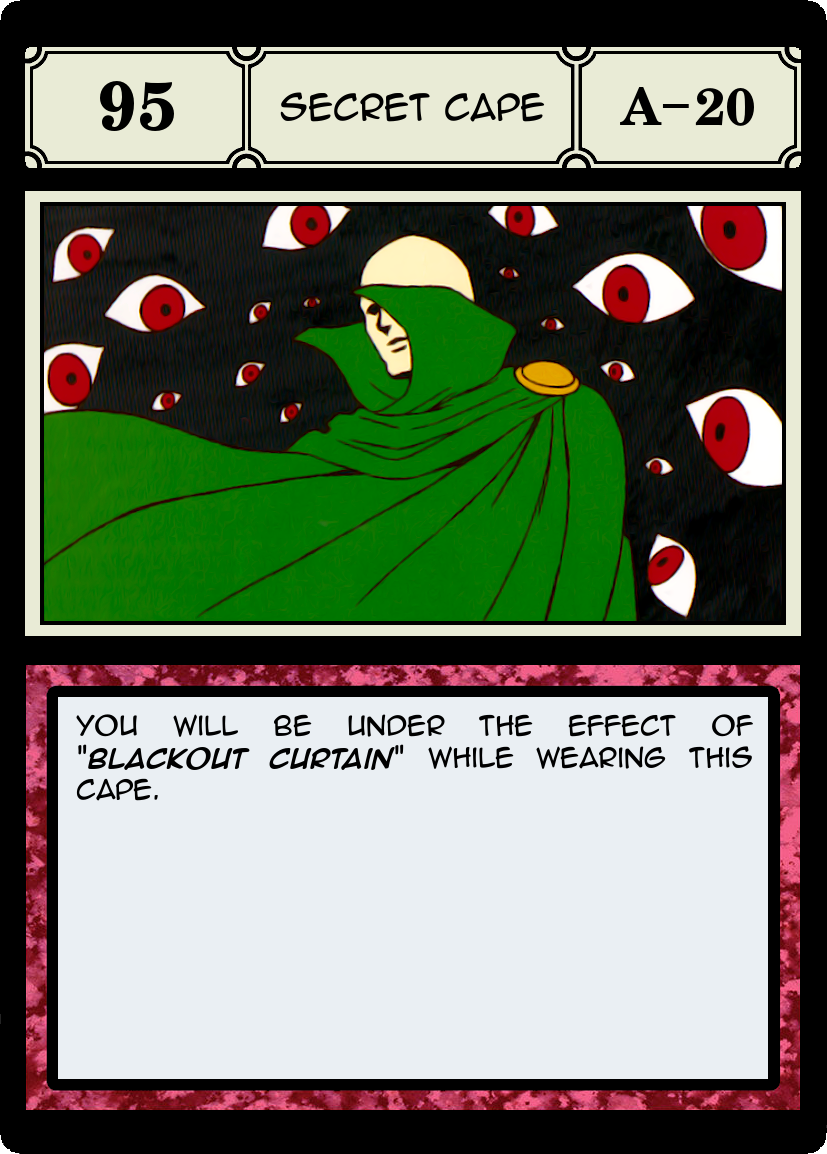 95
SECRET CAPE
A-20
YOU WILL BE UNDER THE EFFECT OF
"BLACKOUT CURTAIN" WHILE WEARING THIS
CAPE.